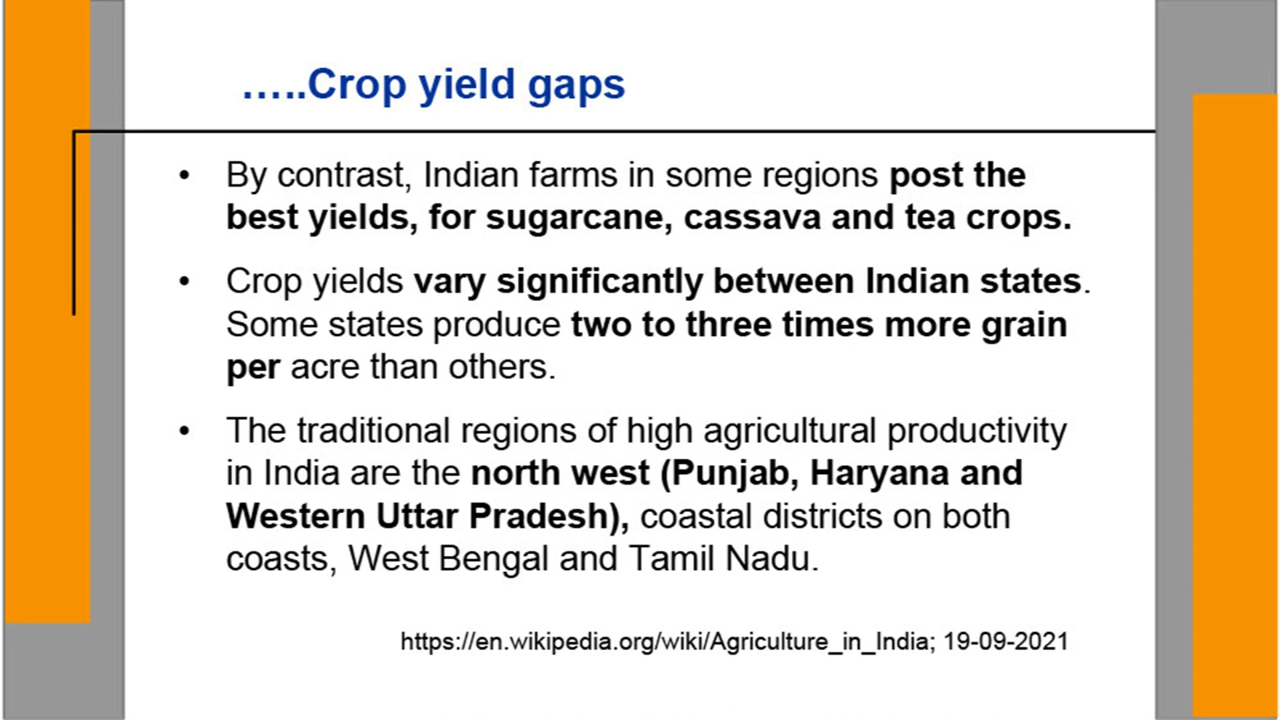 .....Crop yield gaps
• By contrast, Indian farms in some regions post the
best yields, for sugarcane, cassava and tea crops.
• Crop yields vary significantly between Indian states.
Some states produce two to three times more grain
per acre than others.
• The traditional regions of high agricultural productivity
in India are the north west (Punjab, Haryana and
Western Uttar Pradesh), coastal districts on both
coasts, West Bengal and Tamil Nadu.
https://en.wikipedia.org/wiki/Agriculture_in_India; 19-09-2021